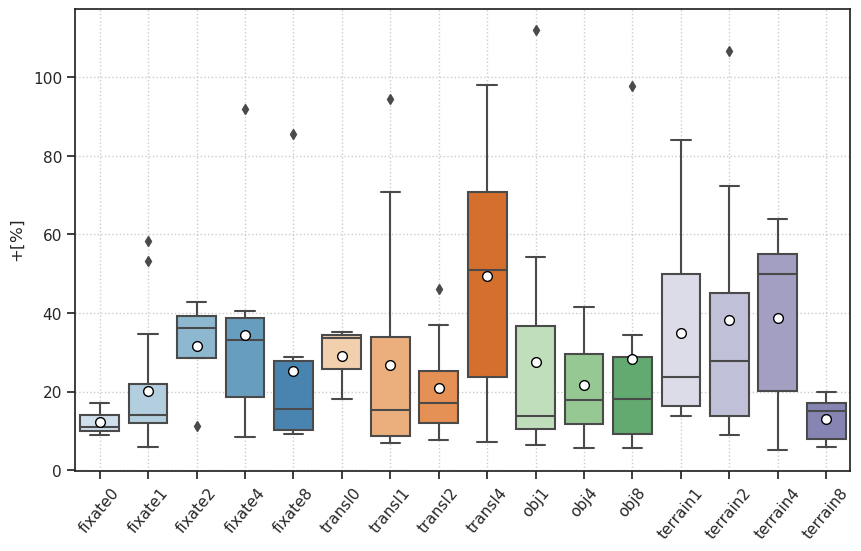 +[%]
100
80
60
40
20
0
fixate0
fixate1
fixate2
fixate4
fixate8
transl0
transl1
transl2
transl4
obj1
obj4
obj8
terrain1
terrain2
terrain4
terrain8